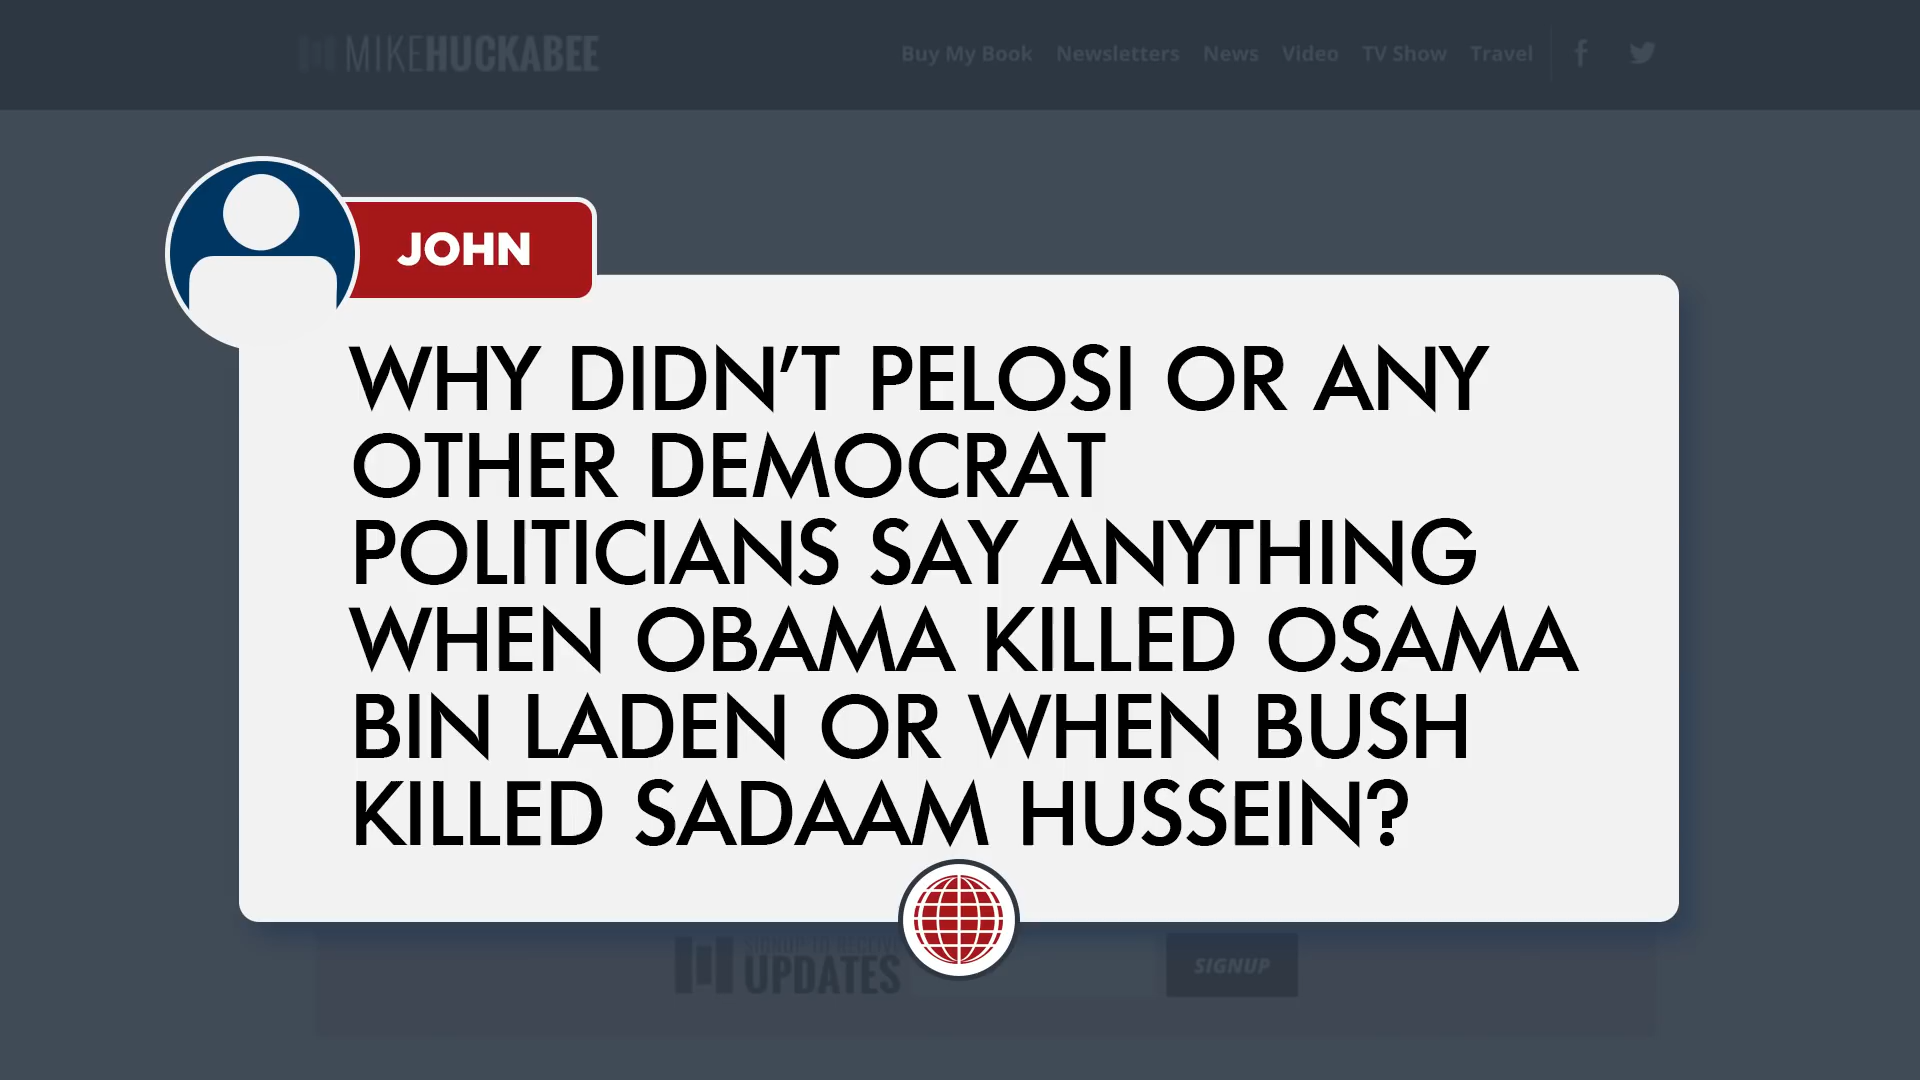 MIKEHUCKABEE
Buy My Book Newsletters News Video TV Show Travel
JOHN
WHY DIDN'T PELOSI OR ANY
OTHER DEMOCRAT
POLITICIANS SAY ANYTHING
WHEN OBAMA KILLED OSAMA
BIN LADEN OR WHEN BUSH
KILLED SADAAM HUSSEIN?
UPDATES
SIGNUP